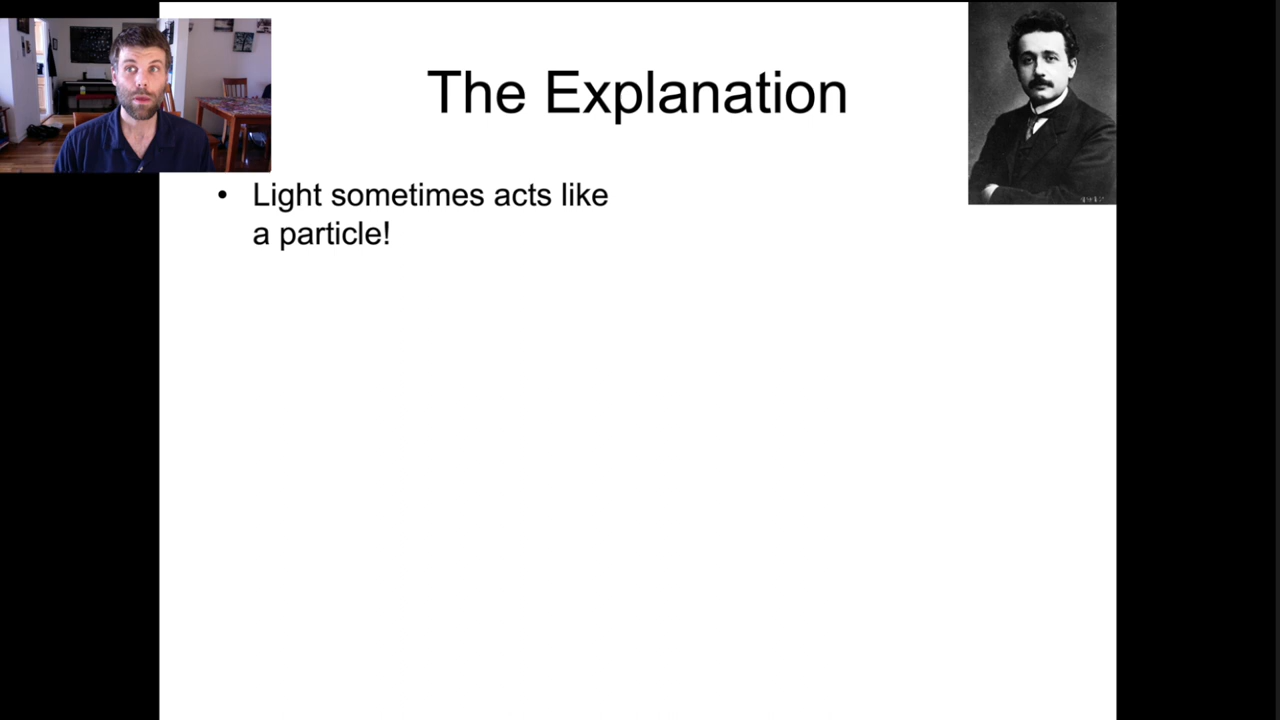 The Explanation
• Light sometimes acts like
a particle!